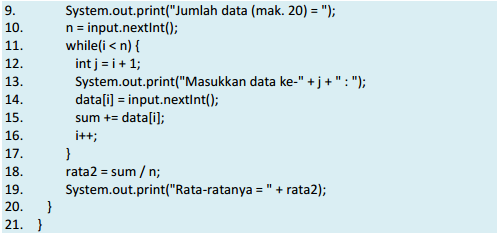 9. System.out.print("Jumlah data (mak. 20) = ");
10. n = input.nextInt();
11. while(i < n) {
12. int j = i + 1;
13. System.out.print("Masukkan data ke-" + j + " : ");
14. data[i] = input.nextInt();
15. sum += data[i];
16. i++;
17. }
18. rata2 = sum / n;
19. System.out.print("Rata-ratanya = " + rata2);
20. }
21. }